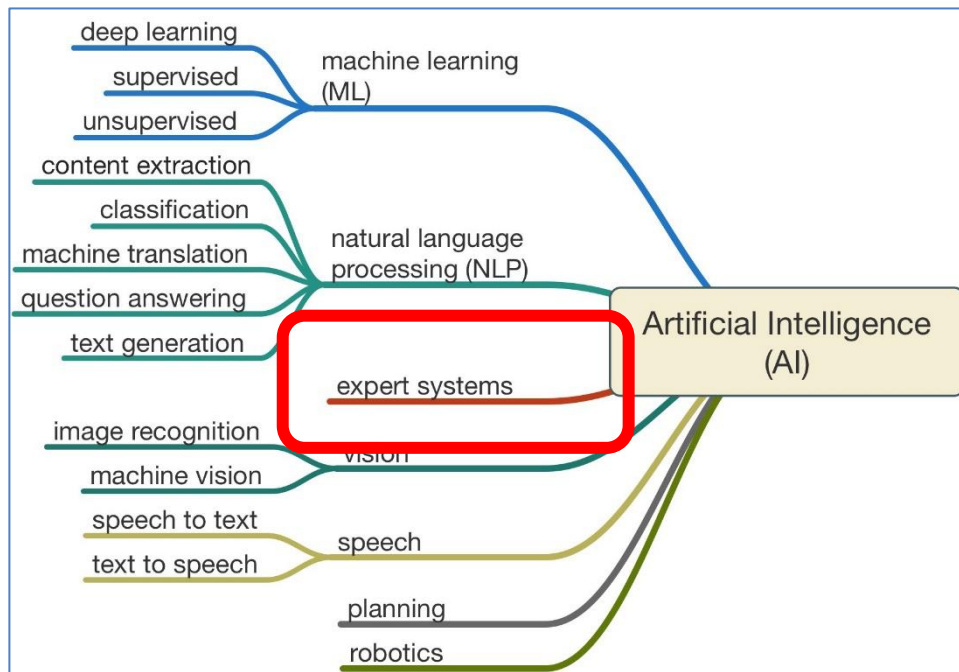 deep learning
supervised
unsupervised
machine learning
(ML)
content extraction
classification
machine translation
question answering
text generation
natural language
processing (NLP)
expert systems
image recognition
machine vision
vision
speech to text
text to speech
speech
planning
robotics
Artificial Intelligence
(AI)